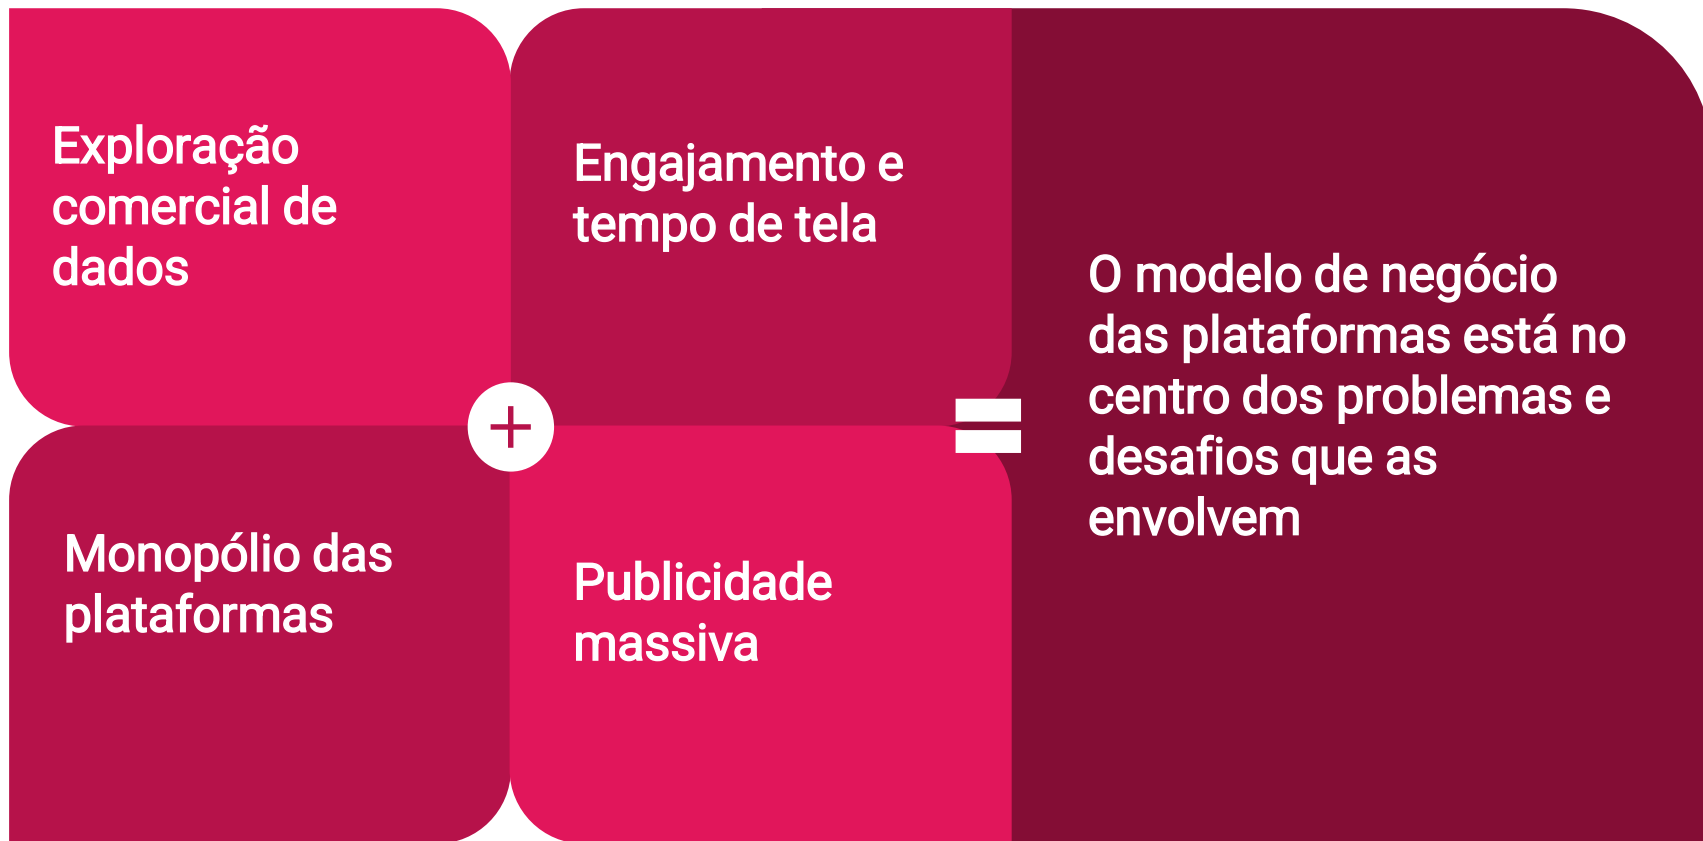 Exploração
comercial de
dados
Engajamento e
tempo de tela
+
Monopólio das
plataformas
Publicidade
massiva
=
O modelo de negócio
das plataformas está no
centro dos problemas e
desafios que as
envolvem